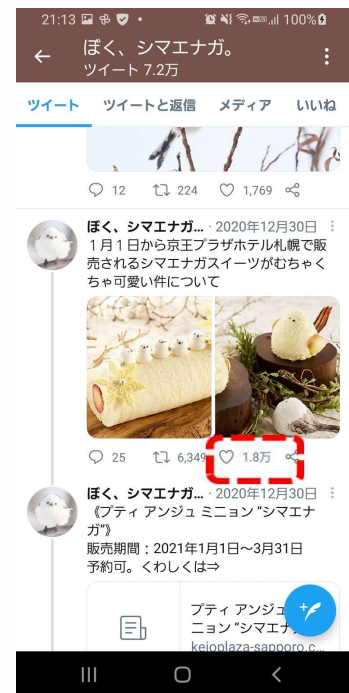 21:13 100%
ぼく、シマエナガ。
ツイート 7.2万
ツイート ツイートと返信 メディア いいね
12 224 1,769
ぼく、シマエナガ… · 2020年12月30日
1月1日から京王プラザホテル札幌で販
売されるシマエナガスイーツがむちゃく
ちゃ可愛い件について
25 6,349 1.8万
ぼく、シマエナガ… · 2020年12月30日
《プティ アンジュ ミニョン “シマエナ
ガ”》
販売期間：2021年1月1日〜3月31日
予約可。くわしくは⇒
プティ アンジュ
ニョン “シマエナ
keioplaza-sapporo.c…